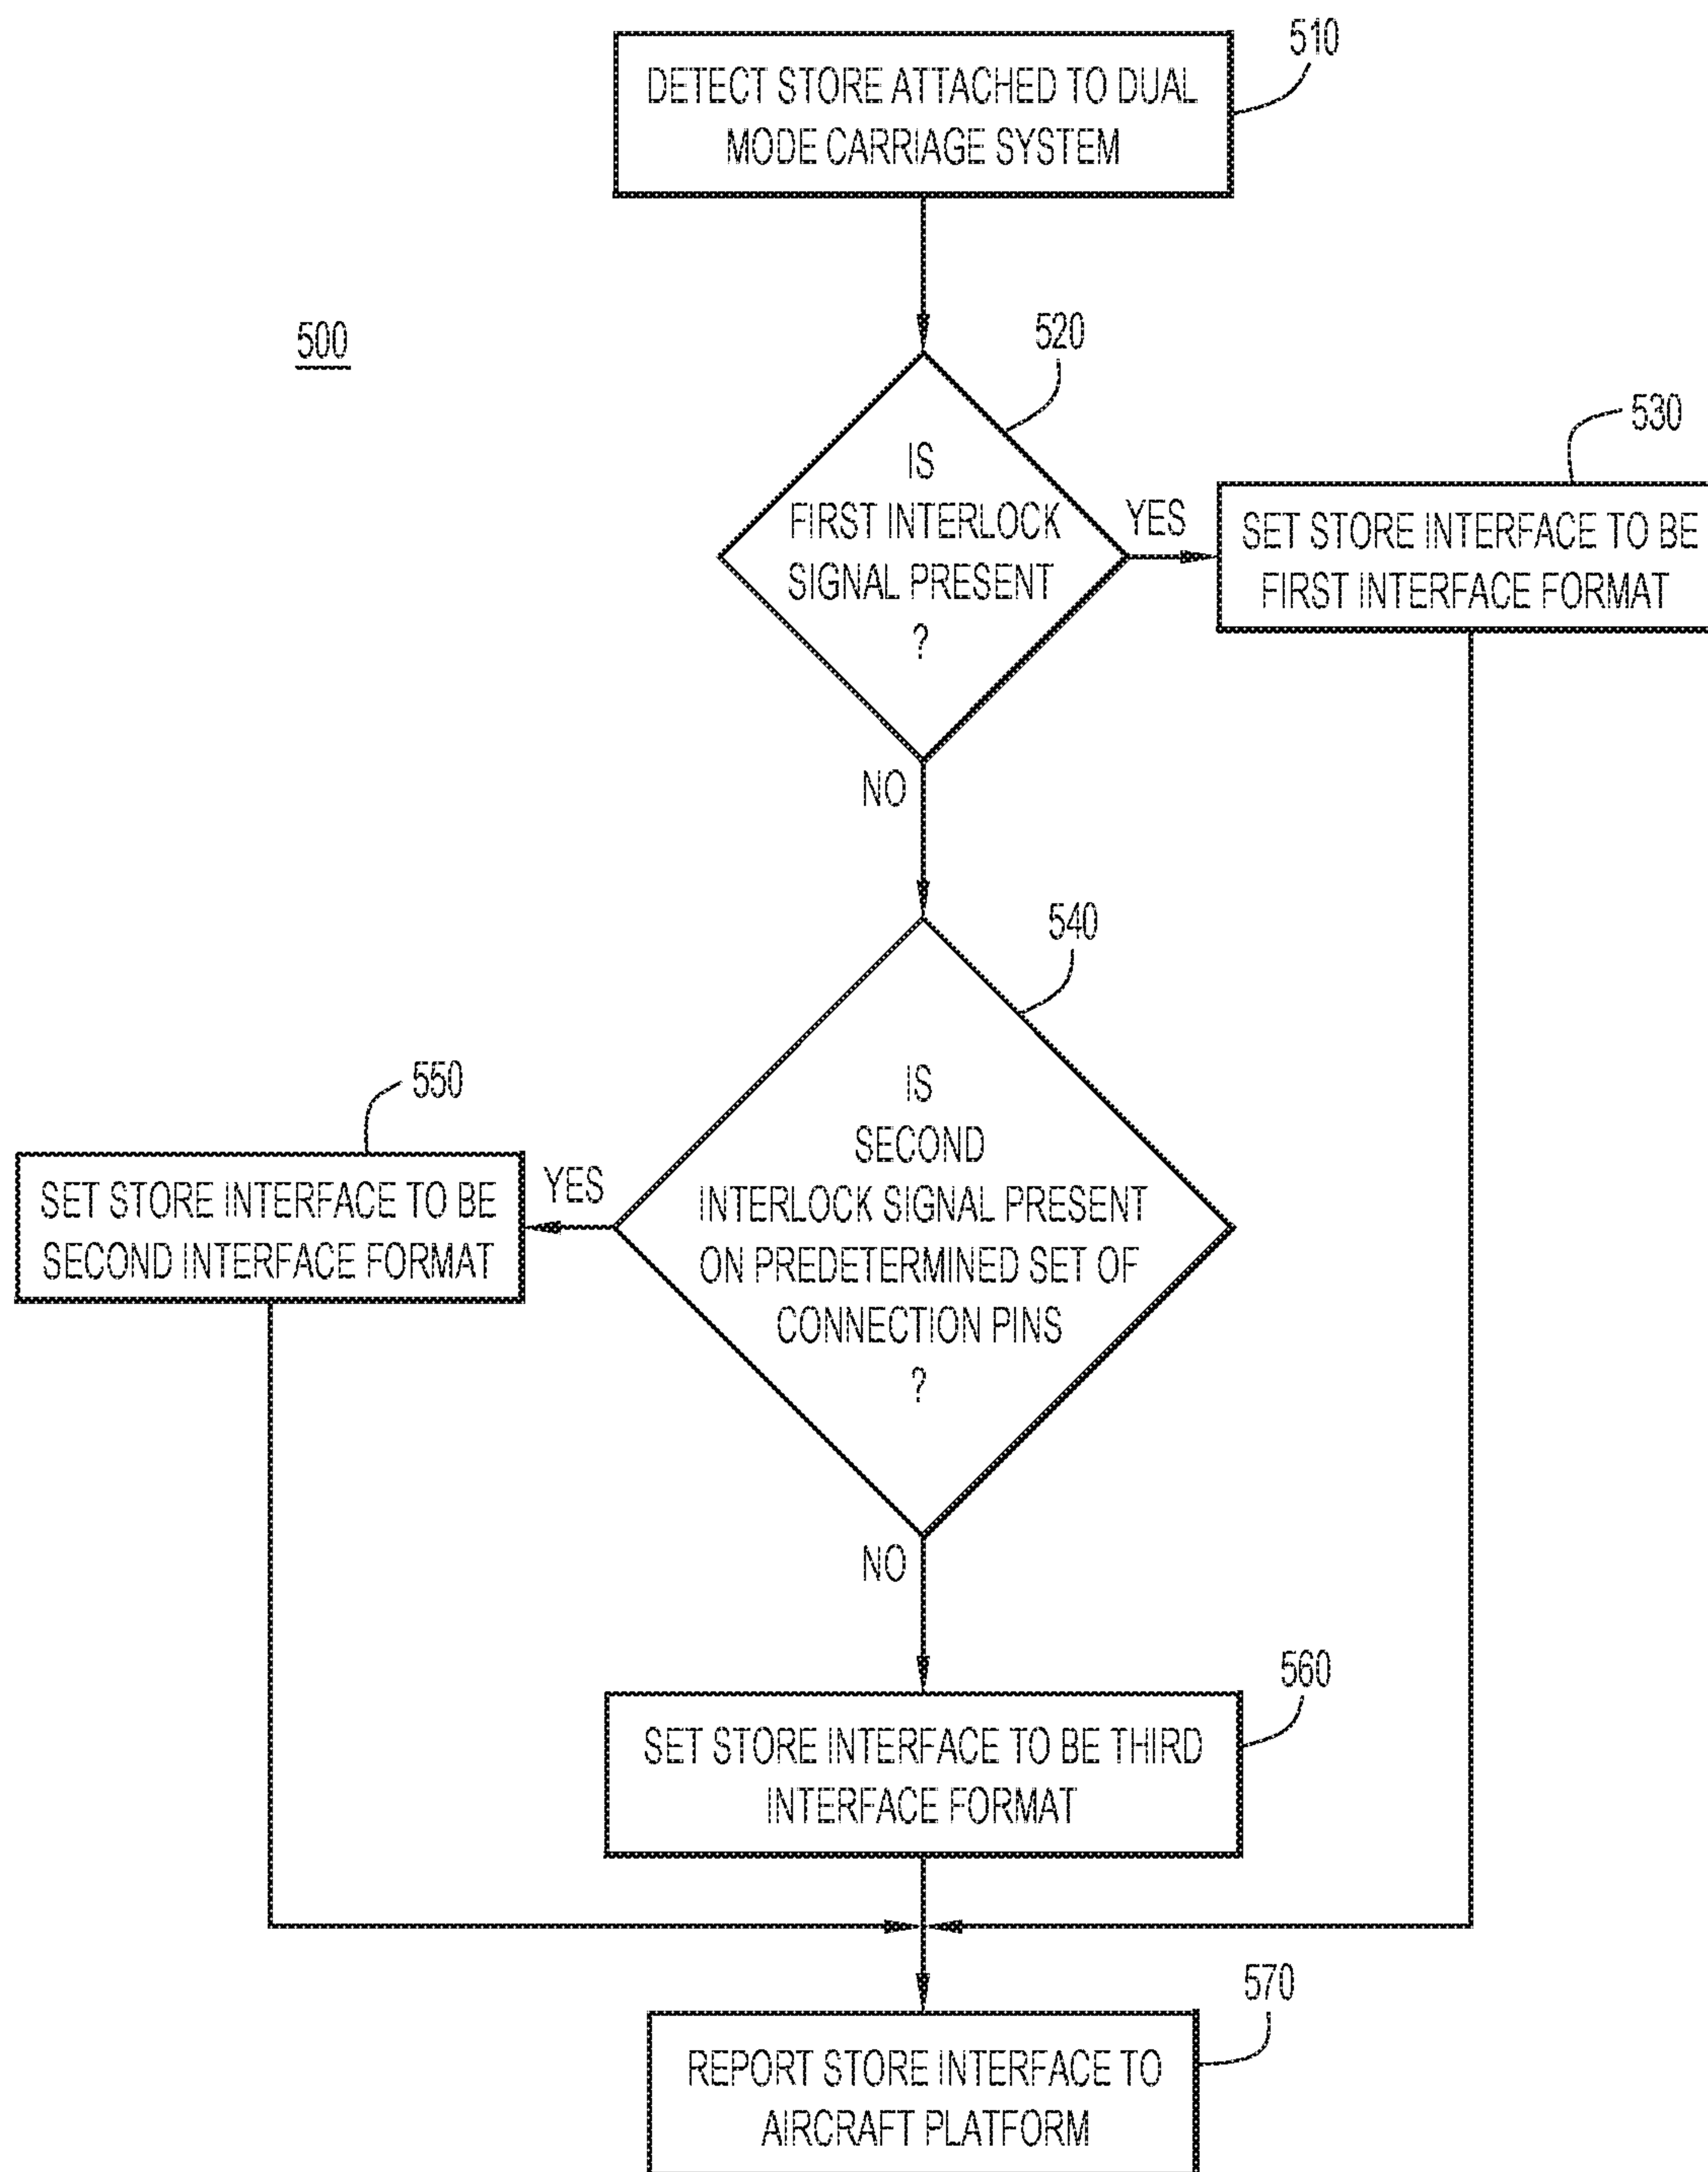 510
DETECT STORE ATTACHED TO DUAL
MODE CARRIAGE SYSTEM
500
520
IS
FIRST INTERLOCK
SIGNAL PRESENT
?
YES
530
SET STORE INTERFACE TO BE
FIRST INTERFACE FORMAT
NO
540
IS
SECOND
INTERLOCK SIGNAL PRESENT
ON PREDETERMINED SET OF
CONNECTION PINS
?
YES
550
SET STORE INTERFACE TO BE
SECOND INTERFACE FORMAT
NO
560
SET STORE INTERFACE TO BE THIRD
INTERFACE FORMAT
570
REPORT STORE INTERFACE TO
AIRCRAFT PLATFORM